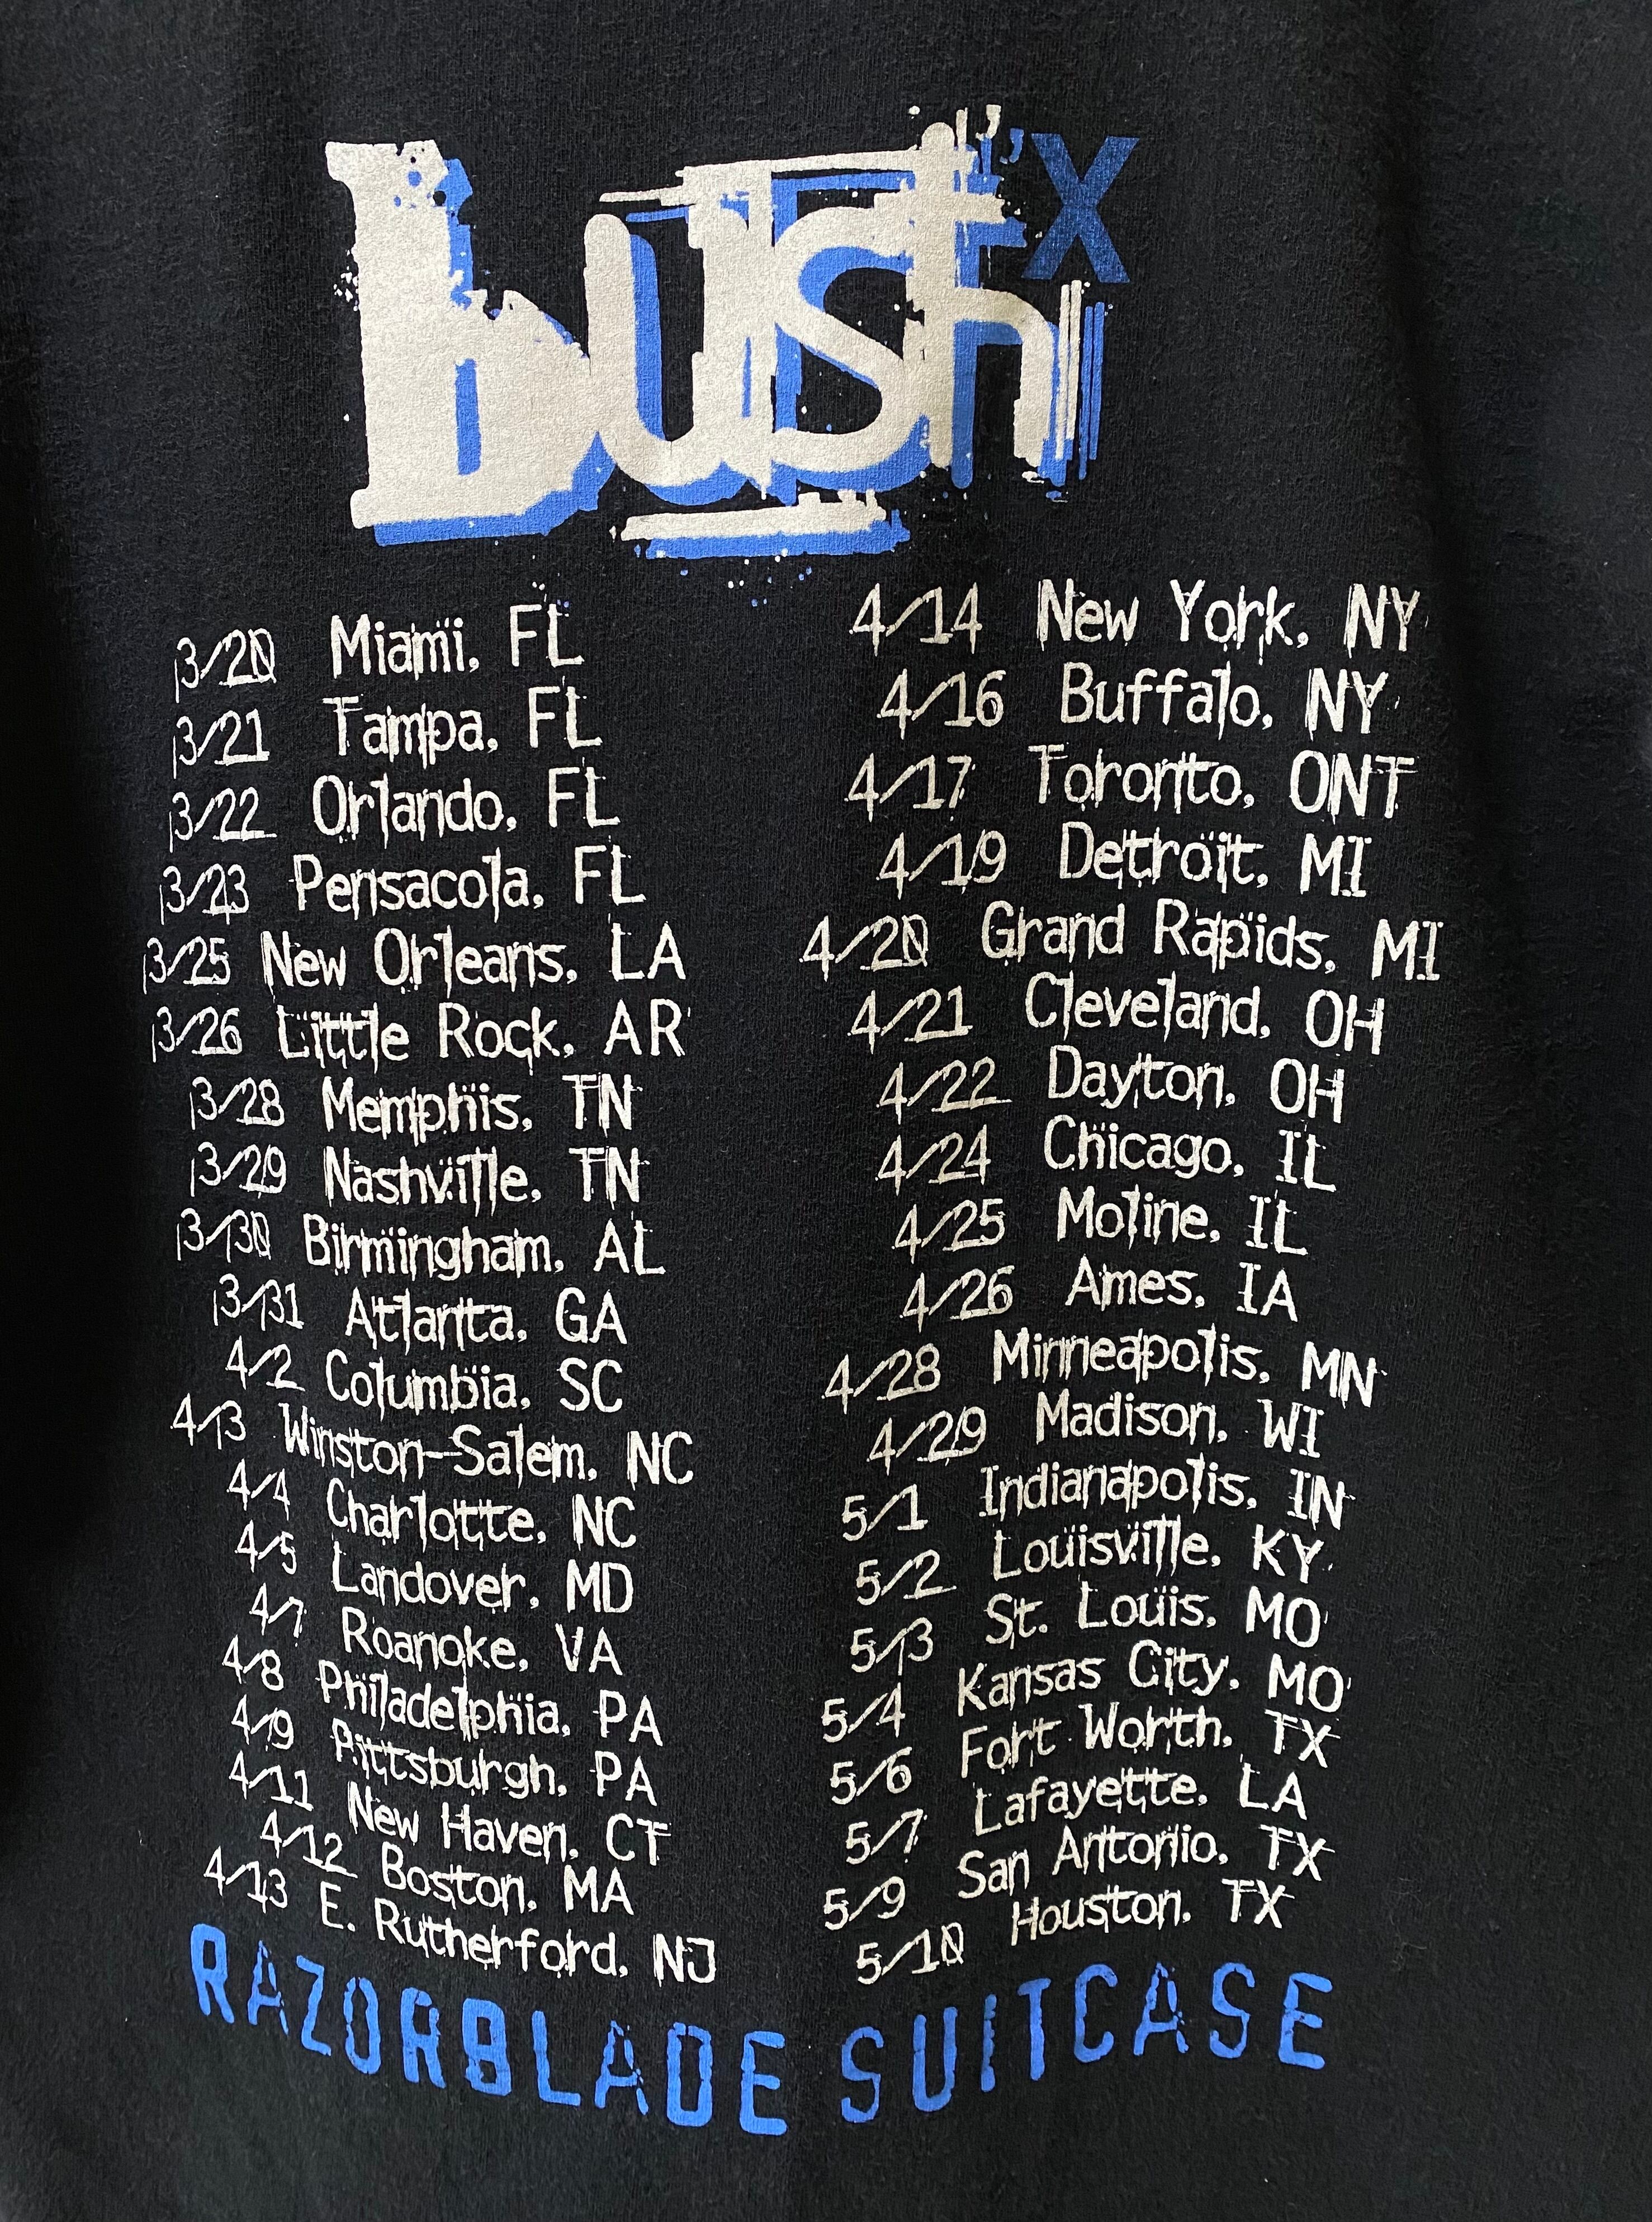 bush X
3/20 Miami, FL
3/21 Tampa, FL
3/22 Orlando, FL
3/23 Pensacola, FL
3/25 New Orleans, LA
3/26 Little Rock, AR
3/28 Memphis, TN
3/29 Nashville, TN
3/30 Birmingham, AL
3/31 Atlanta, GA
4/2 Columbia, SC
4/3 Winston-Salem, NC
4/4 Charlotte, NC
4/5 Landover, MD
4/7 Roanoke, VA
4/8 Philadelphia, PA
4/9 Pittsburgh, PA
4/11 New Haven, CT
4/12 Boston, MA
4/13 E. Rutherford, NJ
4/14 New York, NY
4/16 Buffalo, NY
4/17 Toronto, ONT
4/19 Detroit, MI
4/20 Grand Rapids, MI
4/21 Cleveland, OH
4/22 Dayton, OH
4/24 Chicago, IL
4/25 Moline, IL
4/26 Ames, IA
4/28 Minneapolis, MN
4/29 Madison, WI
5/1 Indianapolis, IN
5/2 Louisville, KY
5/3 St. Louis, MO
5/4 Kansas City, MO
5/6 Fort Worth, TX
5/7 Lafayette, LA
5/9 San Antonio, TX
5/10 Houston, TX
RAZORBLADE SUITCASE